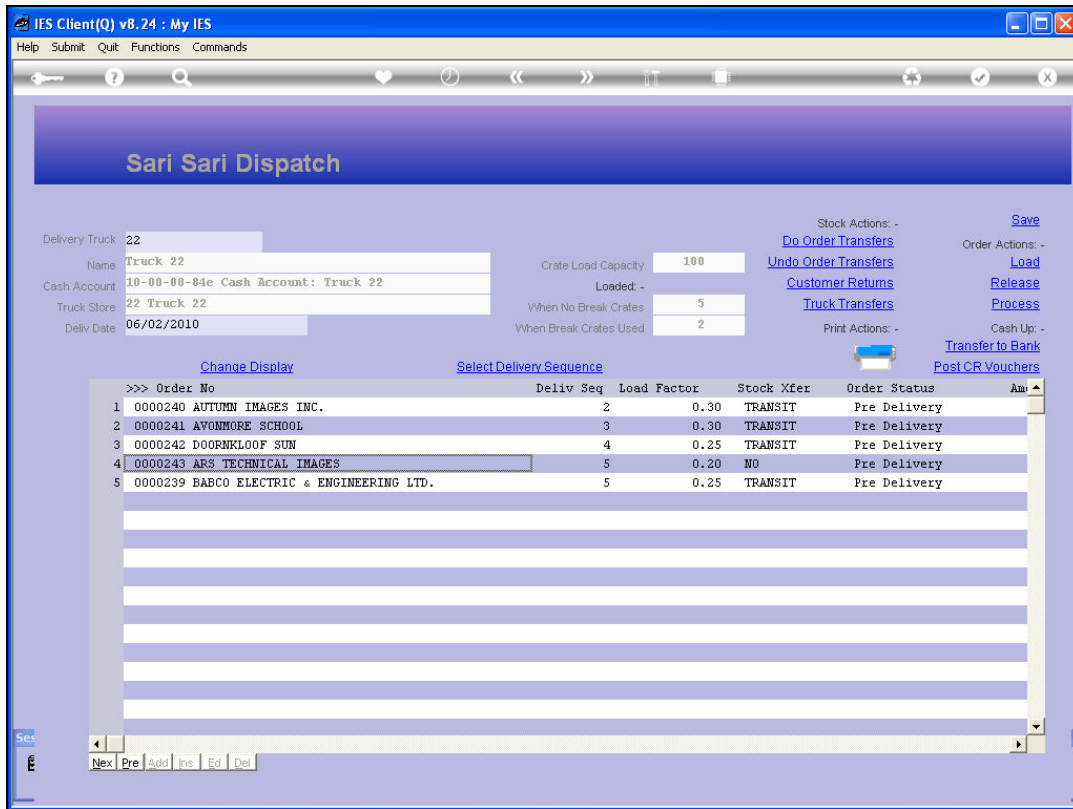 IES Client(Q) v8.24 : My IES
Help Submit Quit Functions Commands
Sari Sari Dispatch
Stock Actions: - Save
Delivery Truck 22 Do Order Transfers Order Actions: -
Name Truck 22 Crate Load Capacity 100 Undo Order Transfers Load
Cash Account 10-00-00-84e Cash Account: Truck 22 Loaded: - Customer Returns Release
Truck Store 22 Truck 22 When No Break Crates 5 Truck Transfers Process
Deliv Date 06/02/2010 When Break Crates Used 2 Print Actions: - Cash Up: -
Transfer to Bank
Change Display Select Delivery Sequence Post CR Vouchers
>>> Order No Deliv Seq Load Factor Stock Xfer Order Status Am
1 0000240 AUTUMN IMAGES INC. 2 0.30 TRANSIT Pre Delivery
2 0000241 AVONMORE SCHOOL 3 0.30 TRANSIT Pre Delivery
3 0000242 DOORNKLOOF SUN 4 0.25 TRANSIT Pre Delivery
4 0000243 ARS TECHNICAL IMAGES 5 0.20 NO Pre Delivery
5 0000239 BABCO ELECTRIC & ENGINEERING LTD. 5 0.25 TRANSIT Pre Delivery
Ses
Nex Pre Add Ins Ed Del